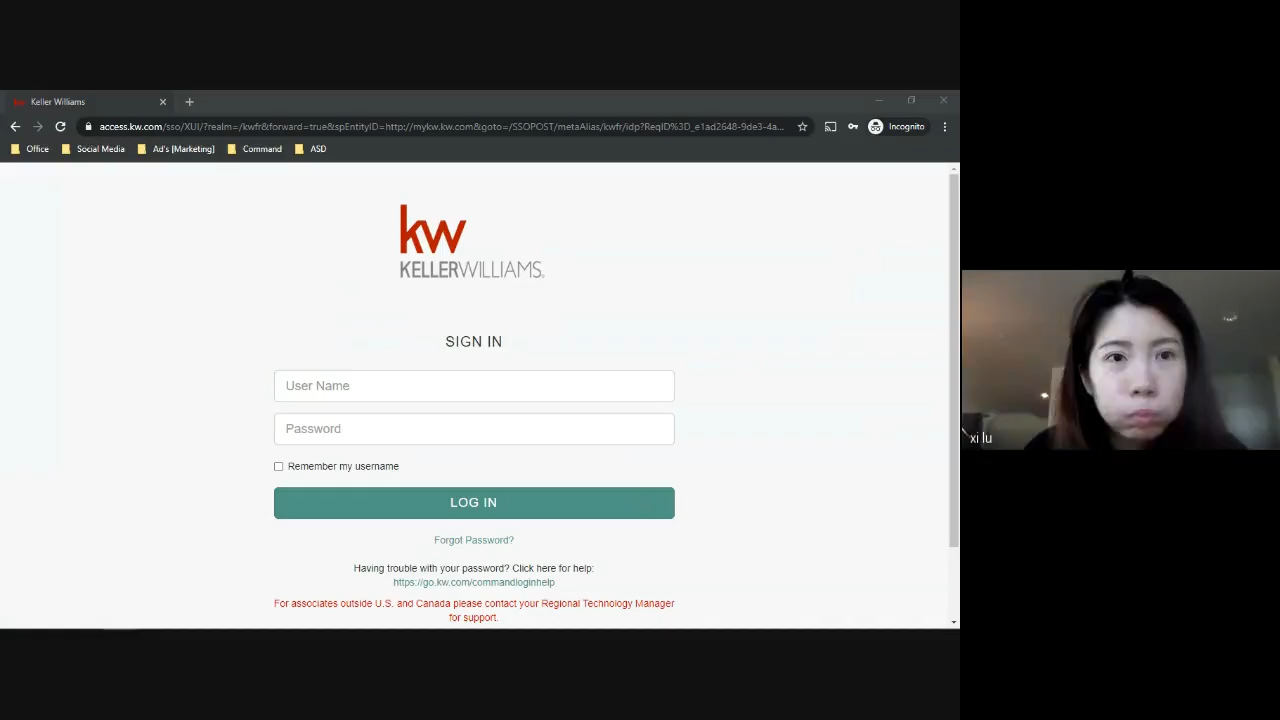 Keller Williams
access.kw.com/sso/XUI/?realm=/kwfr&forward=true&spEntityID=http://mykw.kw.com&goto=/SSOPOST/metaAlias/kwfr/idp?ReqID%3D_e1ad2648-9de3-4a...
Incognito
Office Social Media Ad's [Marketing] Command ASD
kw
KELLERWILLIAMS.
SIGN IN
User Name
Password
Remember my username
LOG IN
Forgot Password?
Having trouble with your password? Click here for help:
https://go.kw.com/commandloginhelp
For associates outside U.S. and Canada please contact your Regional Technology Manager
for support.
xi lu